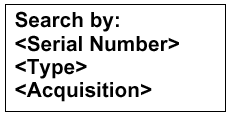 Search by:
<Serial Number>
<Type>
<Acquisition>